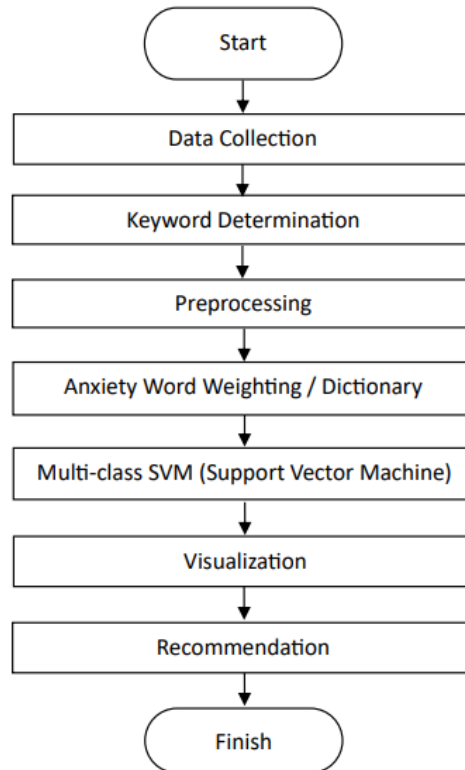 Start
Data Collection
Keyword Determination
Preprocessing
Anxiety Word Weighting / Dictionary
Multi-class SVM (Support Vector Machine)
Visualization
Recommendation
Finish